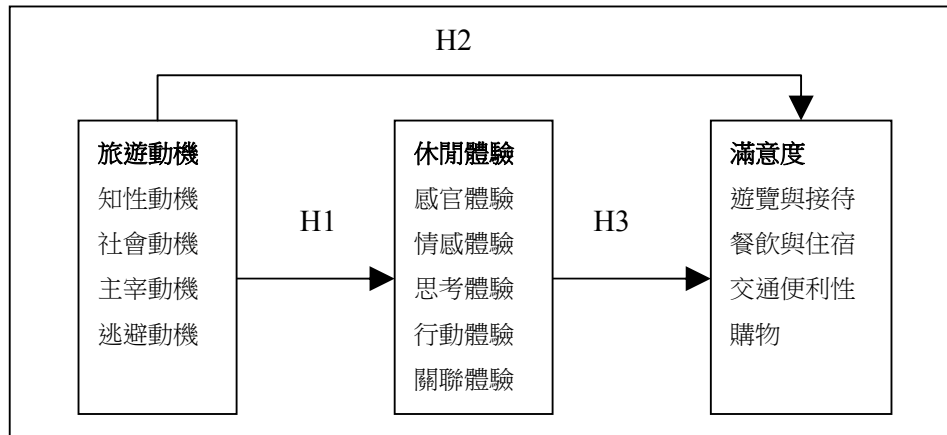 H2
旅遊動機
知性動機
社會動機
主宰動機
逃避動機
H1
休閒體驗
感官體驗
情感體驗
思考體驗
行動體驗
關聯體驗
H3
滿意度
遊覽與接待
餐飲與住宿
交通便利性
購物